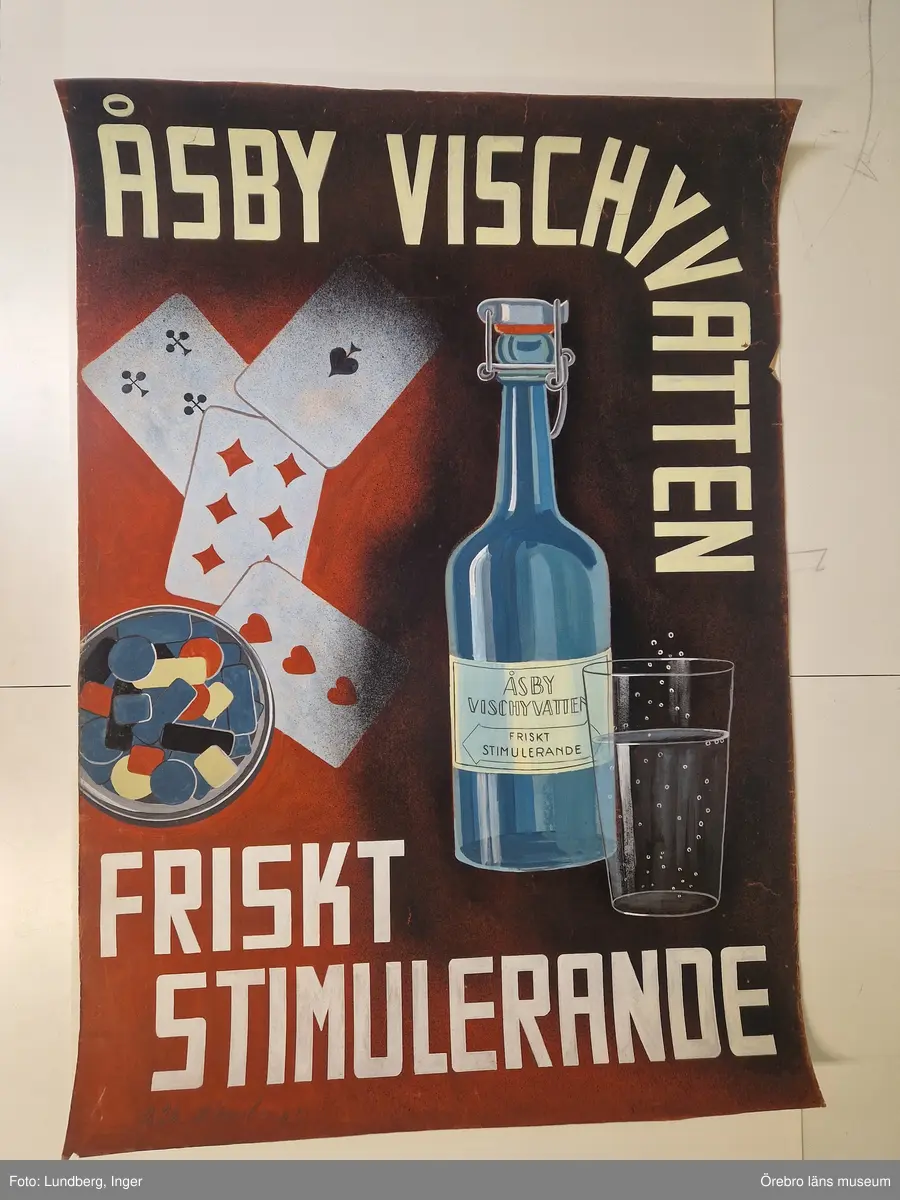 ÅSBY VISCHYVATTEN
ÅSBY
VISCHYVATTEN
FRISKT
STIMULERANDE
FRISKT
STIMULERANDE
Foto: Lundberg, Inger
Örebro läns museum